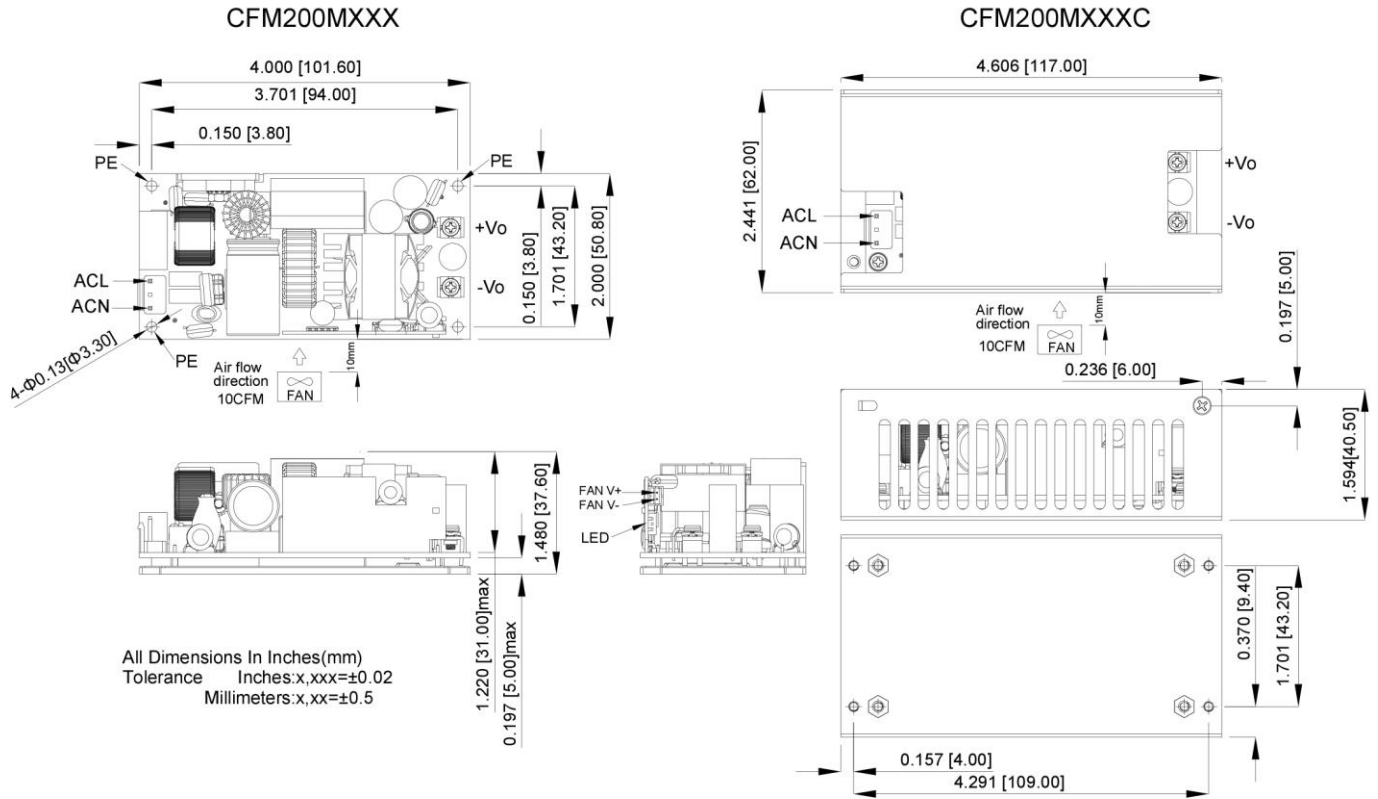 CFM200MXXX
4.000 [101.60]
3.701 [94.00]
0.150 [3.80]
PE
PE
+Vo
-Vo
ACL
ACN
PE
4-Φ0.13[Φ3.30]
0.150 [3.80]
1.701 [43.20]
2.000 [50.80]
Air flow
direction
10CFM
FAN
10mm
1.480 [37.60]
1.220 [31.00]max
0.197 [5.00]max
FAN V+
FAN V-
LED
All Dimensions In Inches(mm)
Tolerance Inches:x,xxx=±0.02
Millimeters:x,xx=±0.5
CFM200MXXXC
4.606 [117.00]
2.441 [62.00]
+Vo
-Vo
ACL
ACN
Air flow
direction
10CFM
FAN
10mm
0.197 [5.00]
0.236 [6.00]
1.594[40.50]
0.370 [9.40]
1.701 [43.20]
0.157 [4.00]
4.291 [109.00]